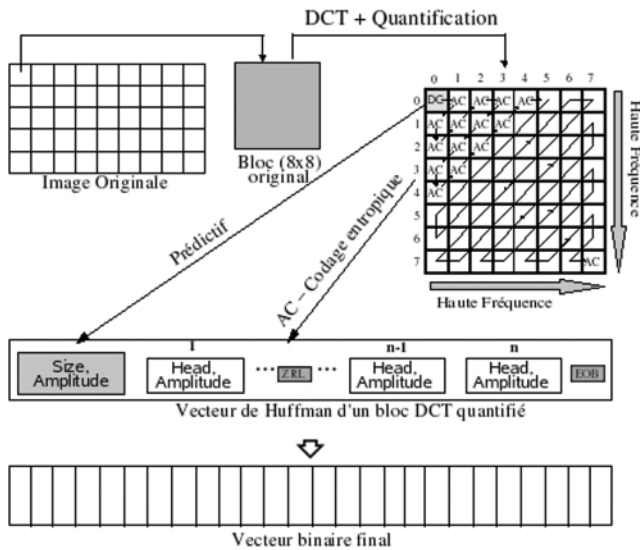 DCT + Quantification
0 1 2 3 4 5 6 7
0 DC AC AC AC AC
1 AC AC AC AC
2 AC AC AC
3 AC AC
4 AC
5
6
7 AC
Haute Fréquence
Haute Fréquence
Image Originale
Bloc (8x8)
original
Prédictif
AC – Codage entropique
1 n-1 n
Size, Head, ... ZRL ... Head, Head, EOB
Amplitude Amplitude Amplitude Amplitude
Vecteur de Huffman d'un bloc DCT quantifié
Vecteur binaire final